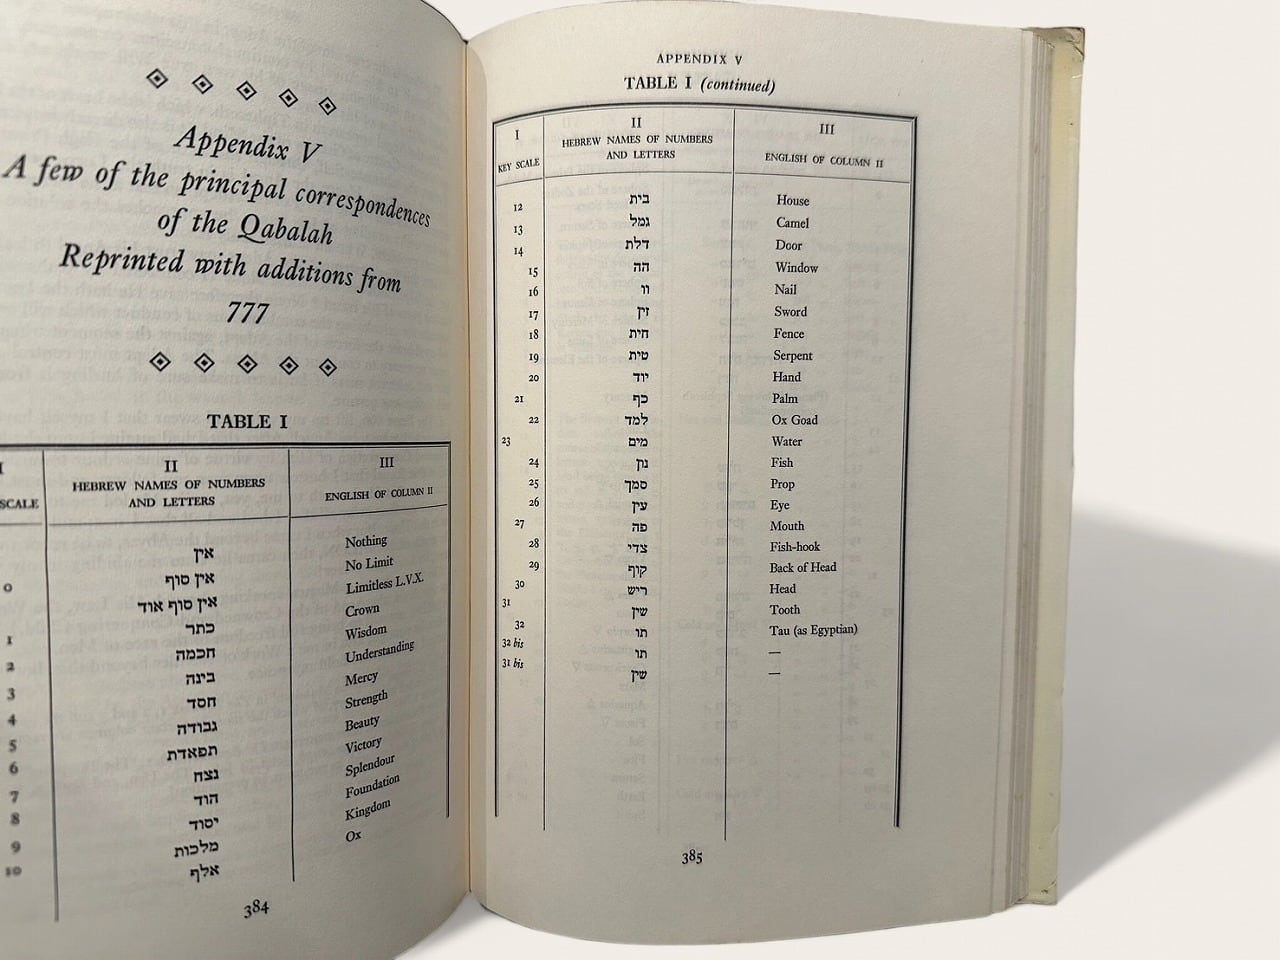 Appendix V
A few of the principal correspondences
of the Qabalah
Reprinted with additions from
777
TABLE I
I II III
SCALE HEBREW NAMES OF NUMBERS AND LETTERS ENGLISH OF COLUMN II
אין Nothing
0 אין סוף No Limit
אין סוף אור Limitless L.V.X.
1 כתר Crown
2 חכמה Wisdom
3 בינה Understanding
4 חסד Mercy
5 גבורה Strength
6 תפארת Beauty
7 נצח Victory
8 הוד Splendour
9 יסוד Foundation
10 מלכות Kingdom
אלף Ox
384
APPENDIX V
TABLE I (continued)
I II III
KEY SCALE HEBREW NAMES OF NUMBERS AND LETTERS ENGLISH OF COLUMN II
12 בית House
13 גמל Camel
14 דלת Door
15 הה Window
16 וו Nail
17 זין Sword
18 חית Fence
19 טית Serpent
20 יוד Hand
21 כף Palm
22 למד Ox Goad
23 מים Water
24 נון Fish
25 סמך Prop
26 עין Eye
27 פה Mouth
28 צדי Fish-hook
29 קוף Back of Head
30 ריש Head
31 שין Tooth
32 תו Tau (as Egyptian)
32 bis תו —
31 bis שין —
385